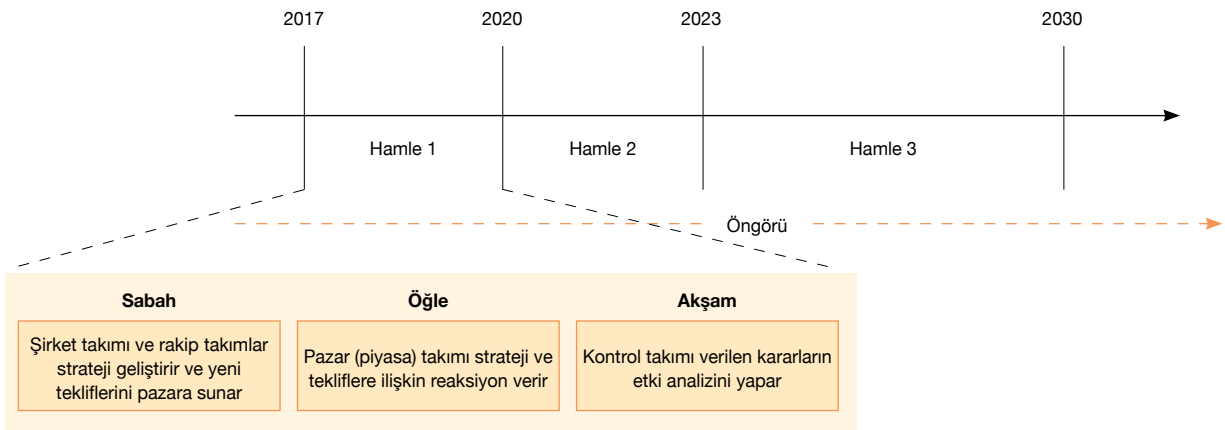 2017
2020
2023
2030
Hamle 1
Hamle 2
Hamle 3
Öngörü
Sabah
Şirket takımı ve rakip takımlar
strateji geliştirir ve yeni
tekliflerini pazara sunar
Öğle
Pazar (piyasa) takımı strateji ve
tekliflere ilişkin reaksiyon verir
Akşam
Kontrol takımı verilen kararların
etki analizini yapar